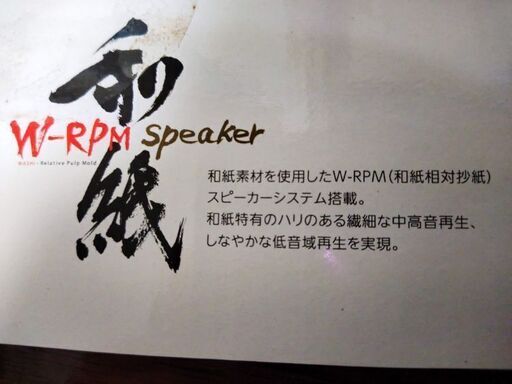 和紙
W-RPM Speaker
WASHI - Relative Pulp Mold
和紙素材を使用したW-RPM(和紙相対抄紙)
スピーカーシステム搭載。
和紙特有のハリのある繊細な中高音再生、
しなやかな低音域再生を実現。